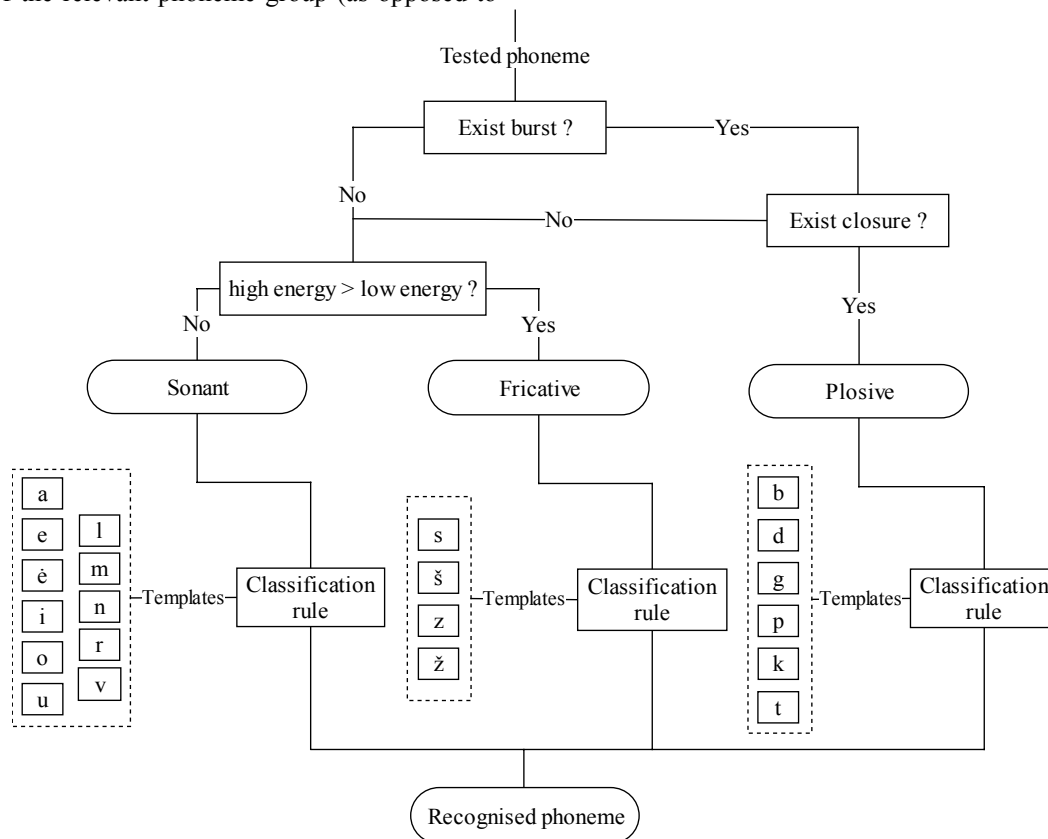 the relevant phoneme group (as opposed to
Tested phoneme
Exist burst ?
Yes
No
No
Exist closure ?
high energy > low energy ?
Yes
No
Yes
Sonant
Fricative
Plosive
a
e
ė
i
o
u
l
m
n
r
v
Templates
Classification
rule
s
š
z
ž
Templates
Classification
rule
b
d
g
p
k
t
Templates
Classification
rule
Recognised phoneme